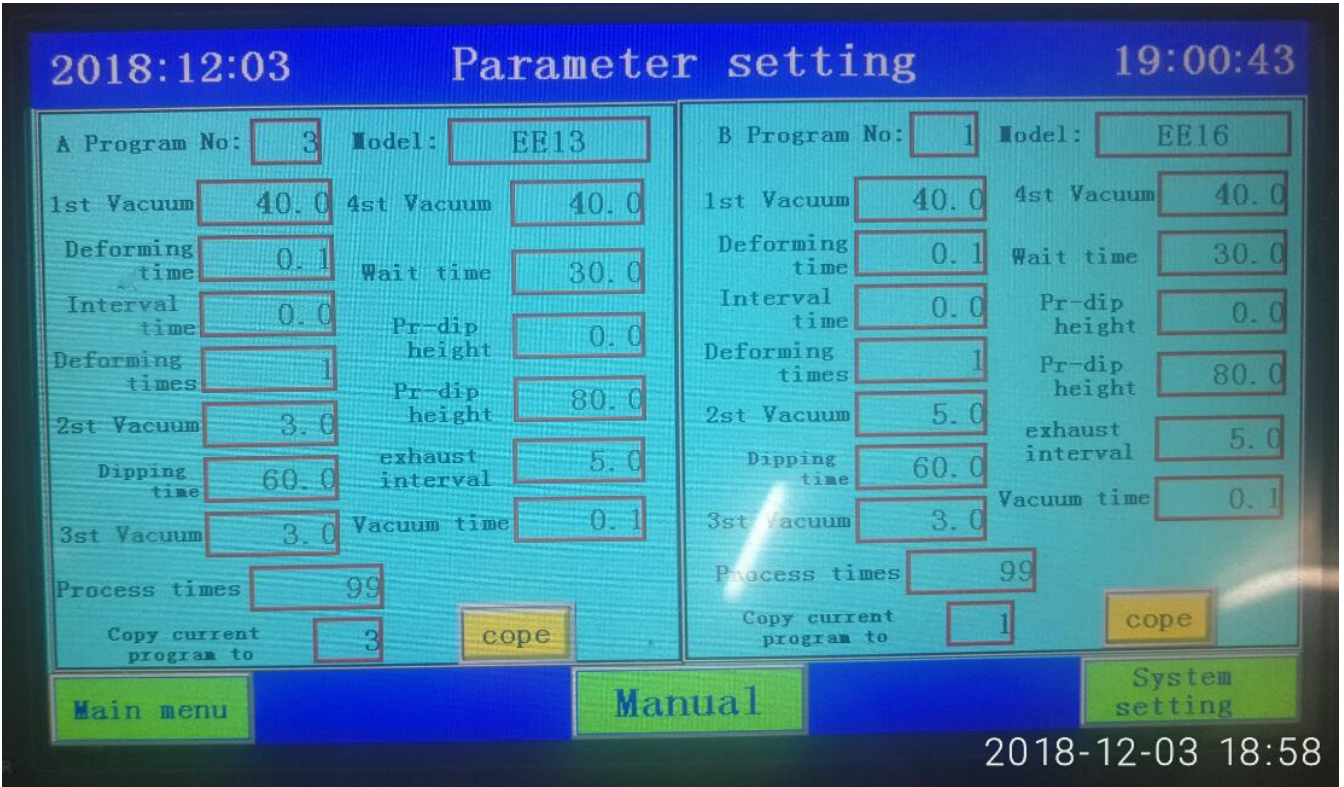 2018:12:03 Parameter setting 19:00:43
A Program No: 3 Model: EE13
1st Vacuum 40.0 4st Vacuum 40.0
Deforming time 0.1 Wait time 30.0
Interval time 0.0 Pr-dip height 0.0
Deforming times 1 Pr-dip height 80.0
2st Vacuum 3.0 exhaust interval 5.0
Dipping time 60.0 Vacuum time 0.1
3st Vacuum 3.0
Process times 99
Copy current program to 3 cope
B Program No: 1 Model: EE16
1st Vacuum 40.0 4st Vacuum 40.0
Deforming time 0.1 Wait time 30.0
Interval time 0.0 Pr-dip height 0.0
Deforming times 1 Pr-dip height 80.0
2st Vacuum 5.0 exhaust interval 5.0
Dipping time 60.0 Vacuum time 0.1
3st Vacuum 3.0
Process times 99
Copy current program to 1 cope
Main menu Manual System setting
2018-12-03 18:58